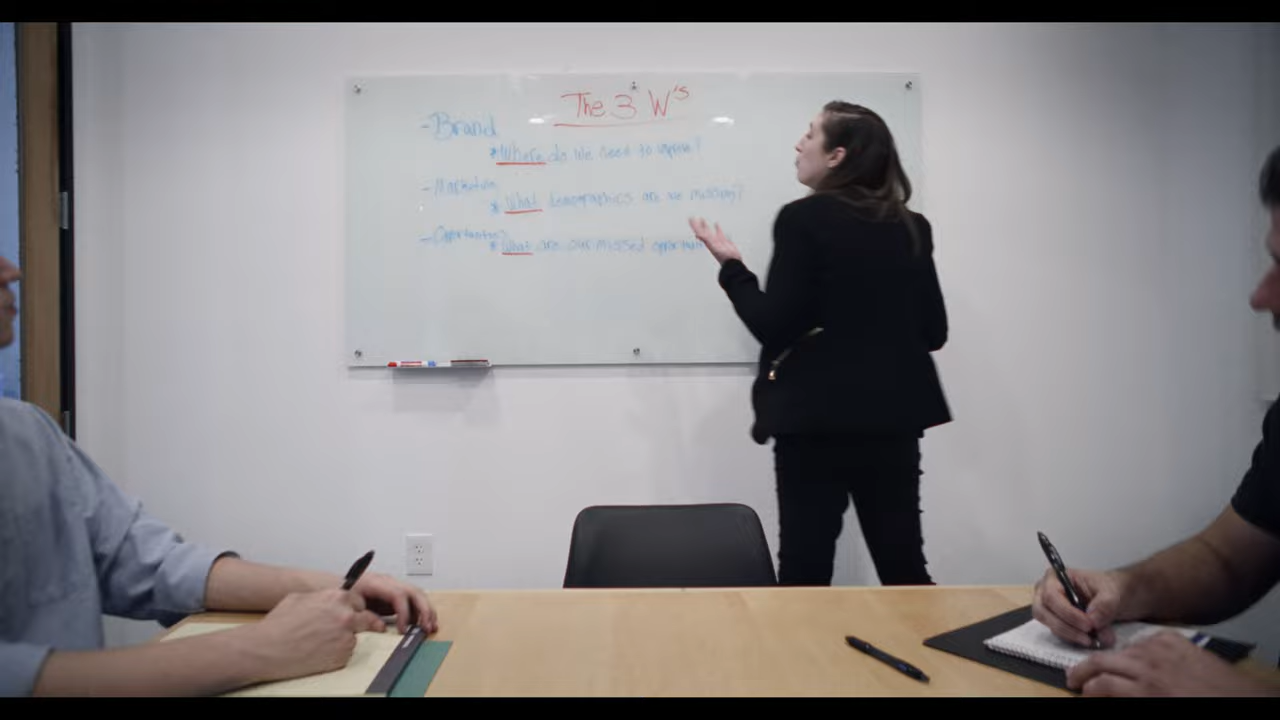 The 3 W's
- Brand
* Where do we need to improve?
- Marketing
* What demographics are we missing?
- Opportunities
* What are our missed